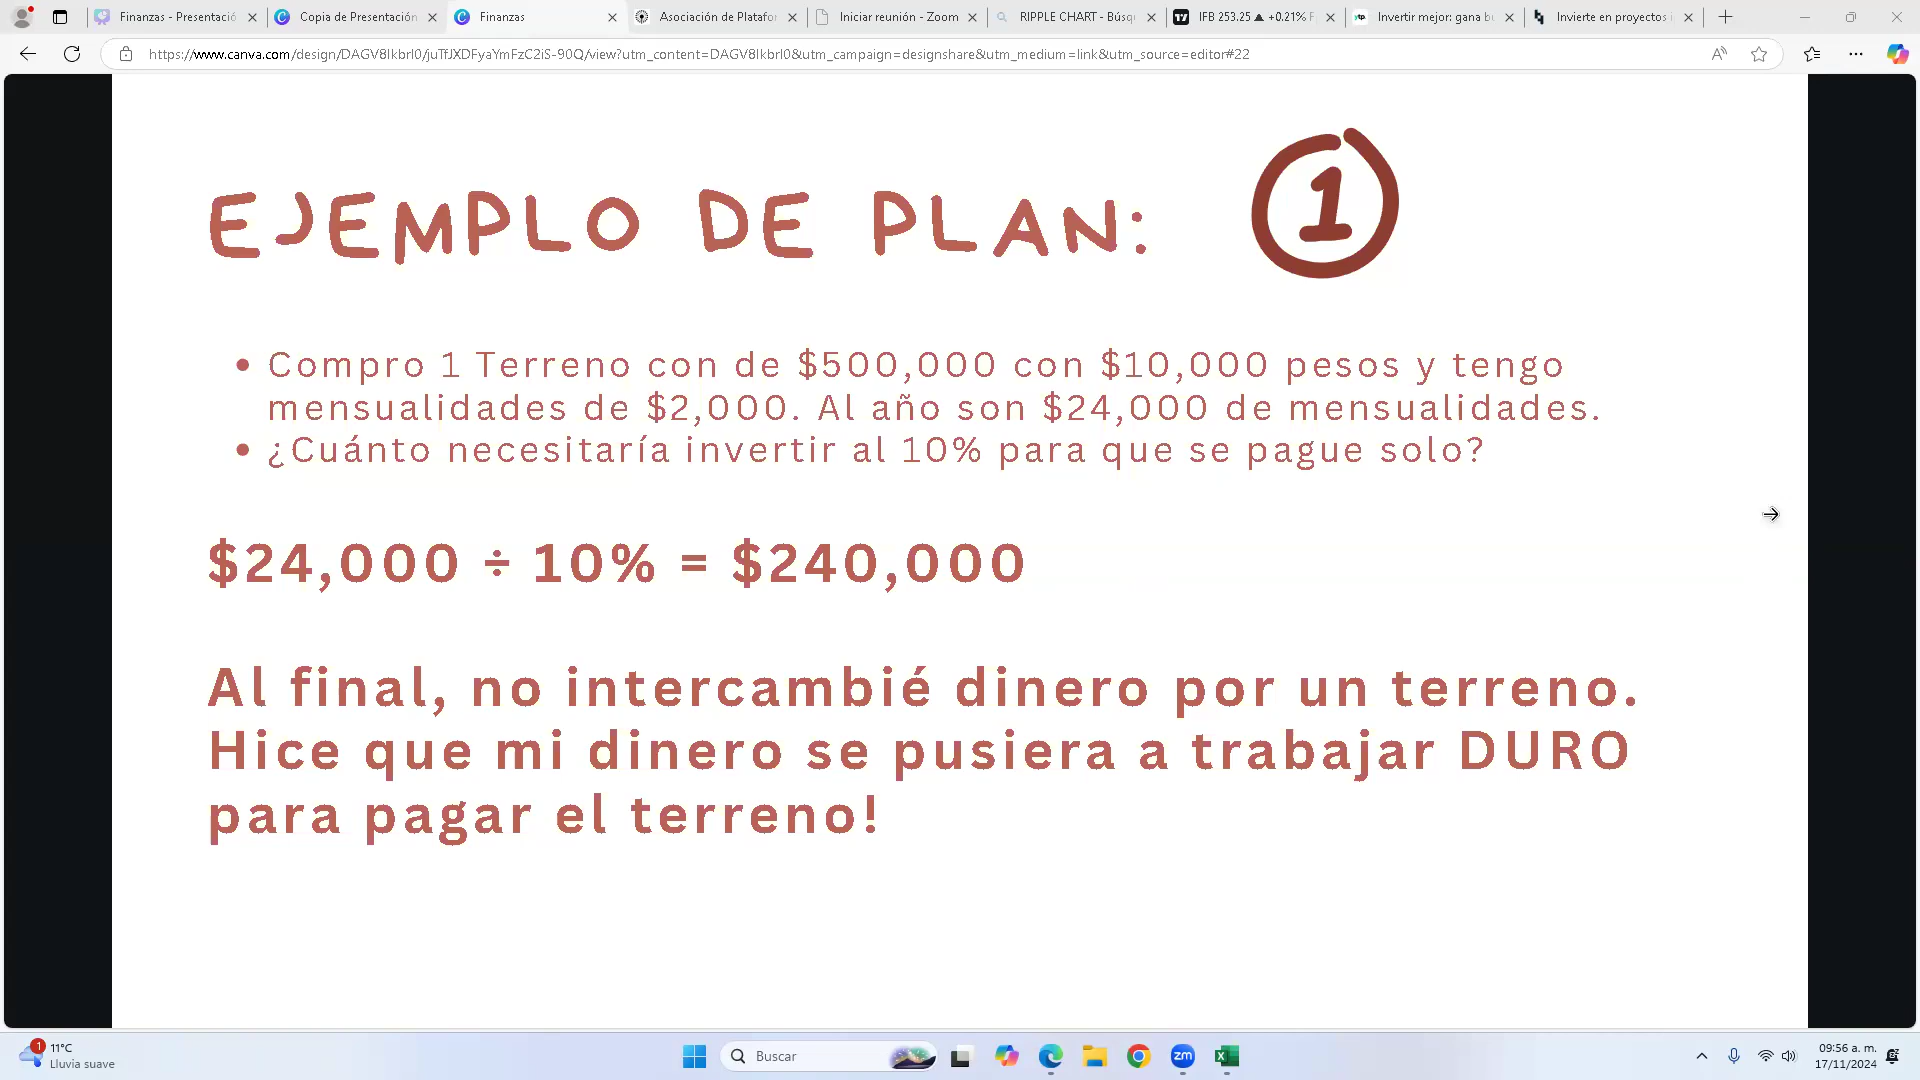 Finanzas - Presentació
Copia de Presentación
Finanzas
Asociación de Platafor
Iniciar reunión - Zoom
RIPPLE CHART - Búsq
IFB 253.25 ▲ +0.21% F
Invertir mejor: gana b
Invierte en proyectos i
https://www.canva.com/design/DAGV8IkbrI0/juTfJXDFyaYmFzC2iS-90Q/view?utm_content=DAGV8IkbrI0&utm_campaign=designshare&utm_medium=link&utm_source=editor#22
EJEMPLO DE PLAN: 1
• Compro 1 Terreno con de $500,000 con $10,000 pesos y tengo
mensualidades de $2,000. Al año son $24,000 de mensualidades.
• ¿Cuánto necesitaría invertir al 10% para que se pague solo?
$24,000 ÷ 10% = $240,000
Al final, no intercambié dinero por un terreno.
Hice que mi dinero se pusiera a trabajar DURO
para pagar el terreno!
1
11°C
Lluvia suave
Buscar
zm
09:56 a. m.
17/11/2024